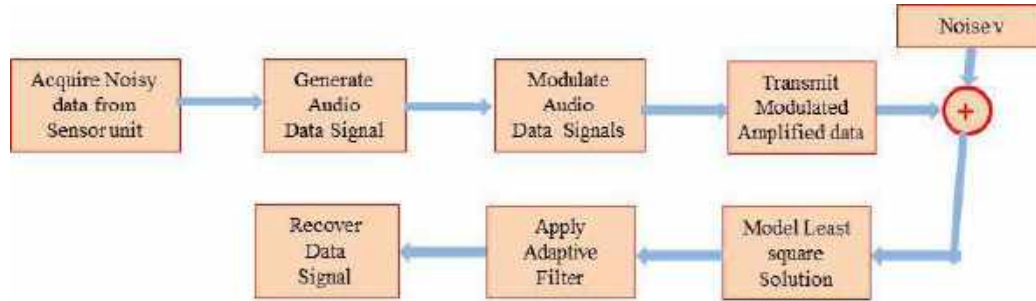 Noise v
Acquire Noisy
data from
Sensor unit
Generate
Audio
Data Signal
Modulate
Audio
Data Signals
Transmit
Modulated
Amplified data
+
Recover
Data
Signal
Apply
Adaptive
Filter
Model Least
square
Solution